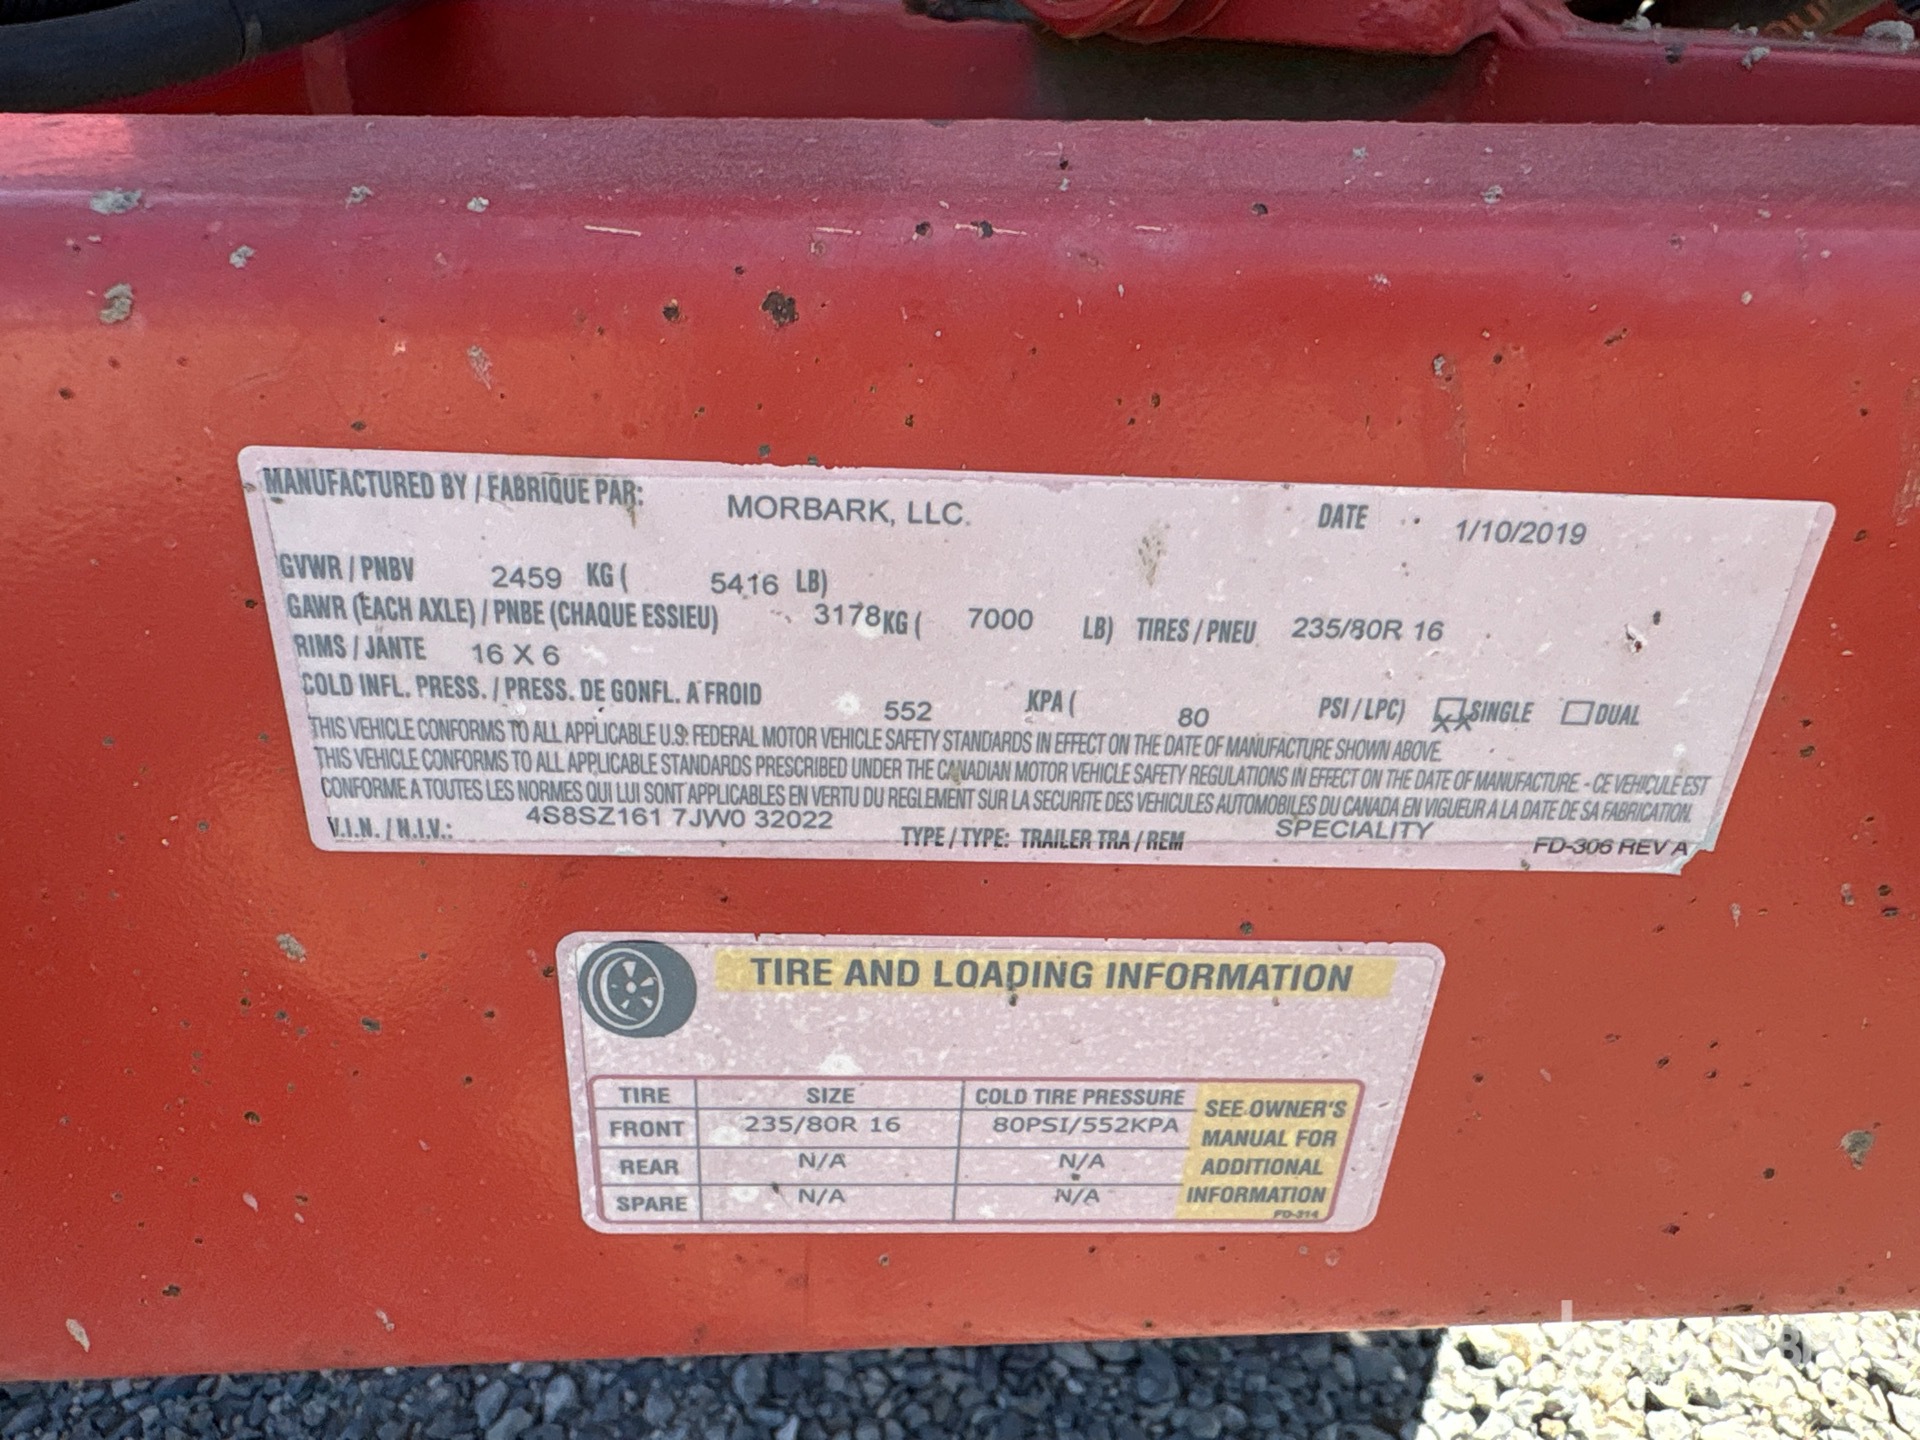 MANUFACTURED BY / FABRIQUE PAR: MORBARK, LLC. DATE 1/10/2019
GVWR / PNBV 2459 KG ( 5416 LB)
GAWR (EACH AXLE) / PNBE (CHAQUE ESSIEU) 3178 KG ( 7000 LB) TIRES / PNEU 235/80R 16
RIMS / JANTE 16 X 6
COLD INFL. PRESS. / PRESS. DE GONFL. A FROID 552 KPA ( 80 PSI / LPC) SINGLE DUAL
THIS VEHICLE CONFORMS TO ALL APPLICABLE U.S. FEDERAL MOTOR VEHICLE SAFETY STANDARDS IN EFFECT ON THE DATE OF MANUFACTURE SHOWN ABOVE.
THIS VEHICLE CONFORMS TO ALL APPLICABLE STANDARDS PRESCRIBED UNDER THE CANADIAN MOTOR VEHICLE SAFETY REGULATIONS IN EFFECT ON THE DATE OF MANUFACTURE. - CE VEHICULE EST
CONFORME A TOUTES LES NORMES QUI LUI SONT APPLICABLES EN VERTU DU REGLEMENT SUR LA SECURITE DES VEHICULES AUTOMOBILES DU CANADA EN VIGUEUR A LA DATE DE SA FABRICATION.
V.I.N. / N.I.V.: 4S8SZ161 7JW0 32022 TYPE / TYPE: TRAILER TRA / REM SPECIALITY FD-306 REV A
TIRE AND LOADING INFORMATION
TIRE SIZE COLD TIRE PRESSURE
FRONT 235/80R 16 80PSI/552KPA
REAR N/A N/A
SPARE N/A N/A
SEE OWNER'S
MANUAL FOR
ADDITIONAL
INFORMATION
FD-314